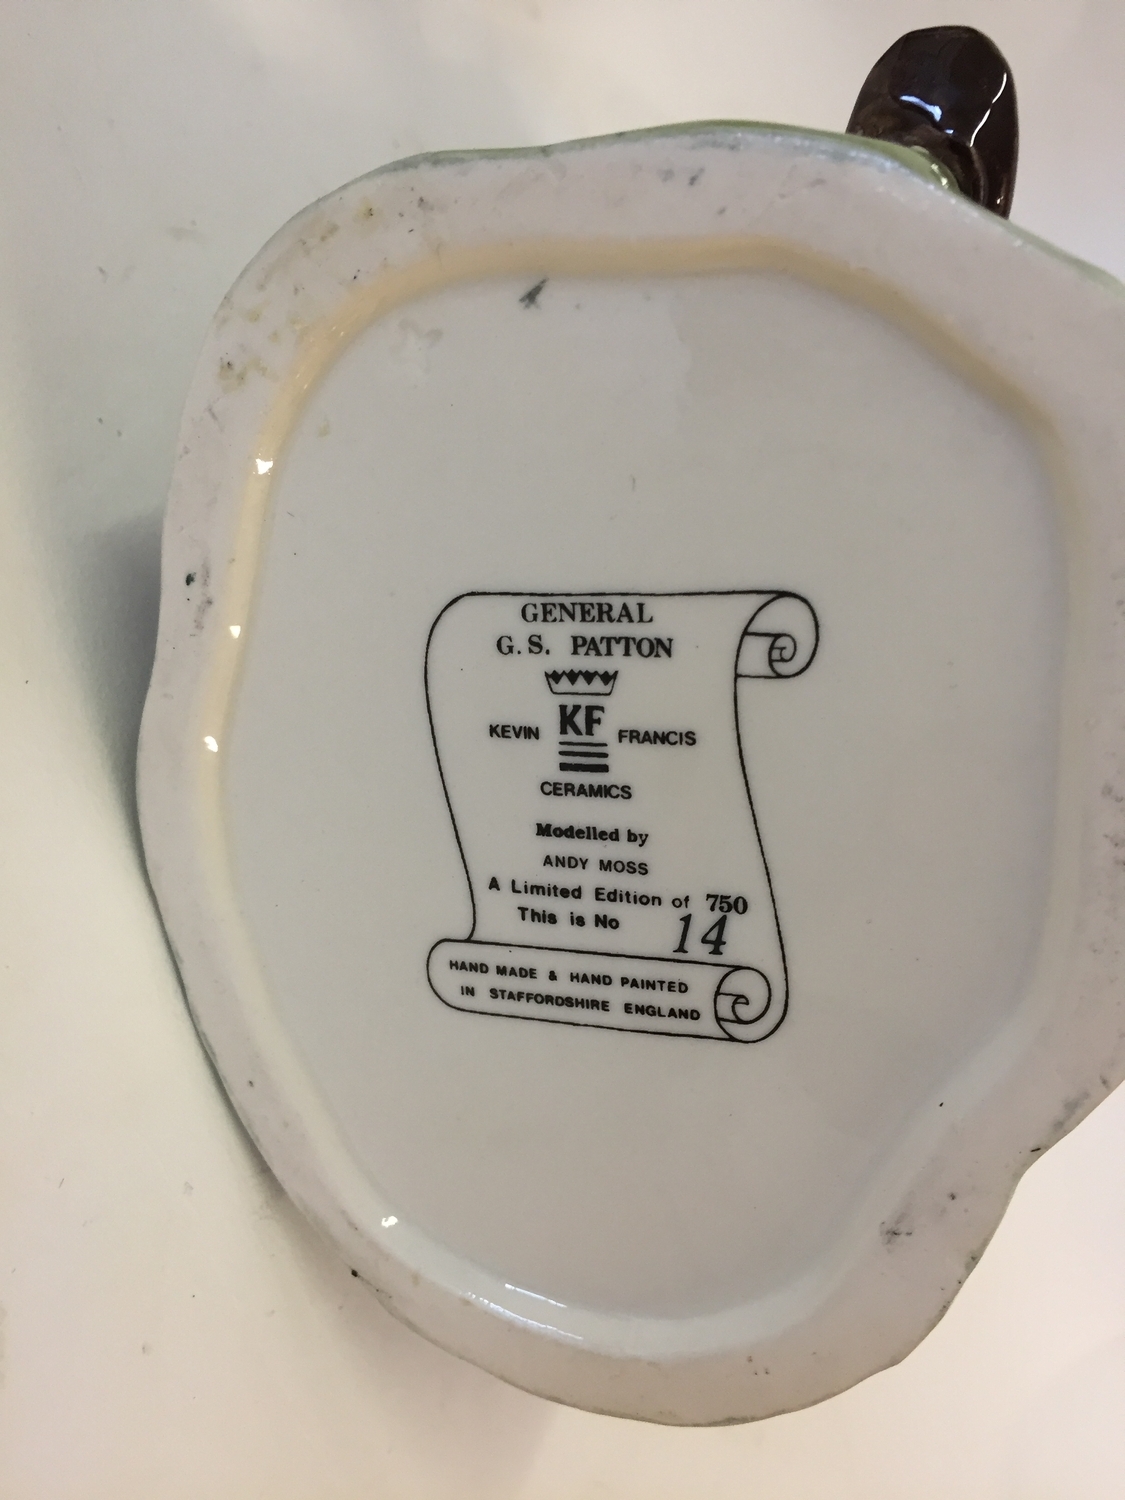 GENERAL
G.S. PATTON
KEVIN KF FRANCIS
CERAMICS
Modelled by
ANDY MOSS
A Limited Edition of 750
This is No 14
HAND MADE & HAND PAINTED
IN STAFFORDSHIRE ENGLAND